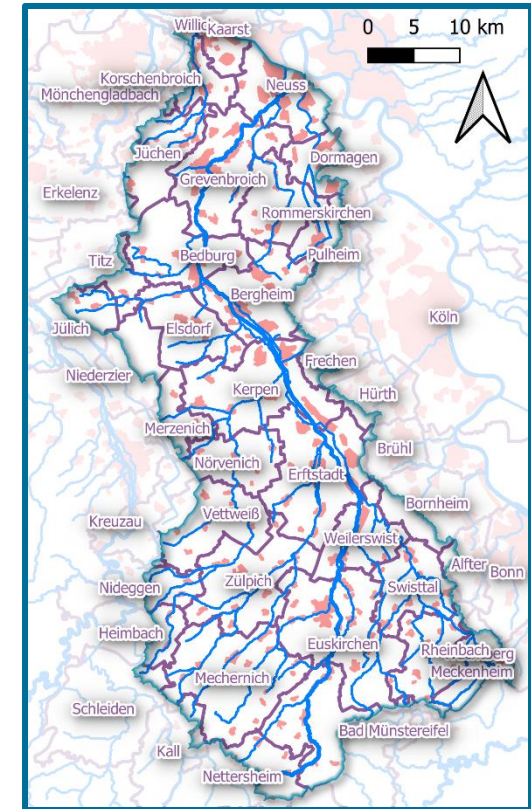 Willic
Kaarst
0 5 10 km
Korschenbroich
Neuss
Mönchengladbach
Jüchen
Dormagen
Grevenbroich
Erkelenz
Rommerskirchen
Titz
Bedburg
Pulheim
Bergheim
Köln
Jülich
Elsdorf
Frechen
Niederzier
Kerpen
Hürth
Merzenich
Brühl
Nörvenich
Erftstadt
Bornheim
Kreuzau
Vettweiß
Weilerswist
Alfter
Bonn
Nideggen
Zülpich
Swisttal
Heimbach
Euskirchen
Rheinbach
erg
Mechernich
Meckenheim
Schleiden
Bad Münstereifel
Kall
Nettersheim